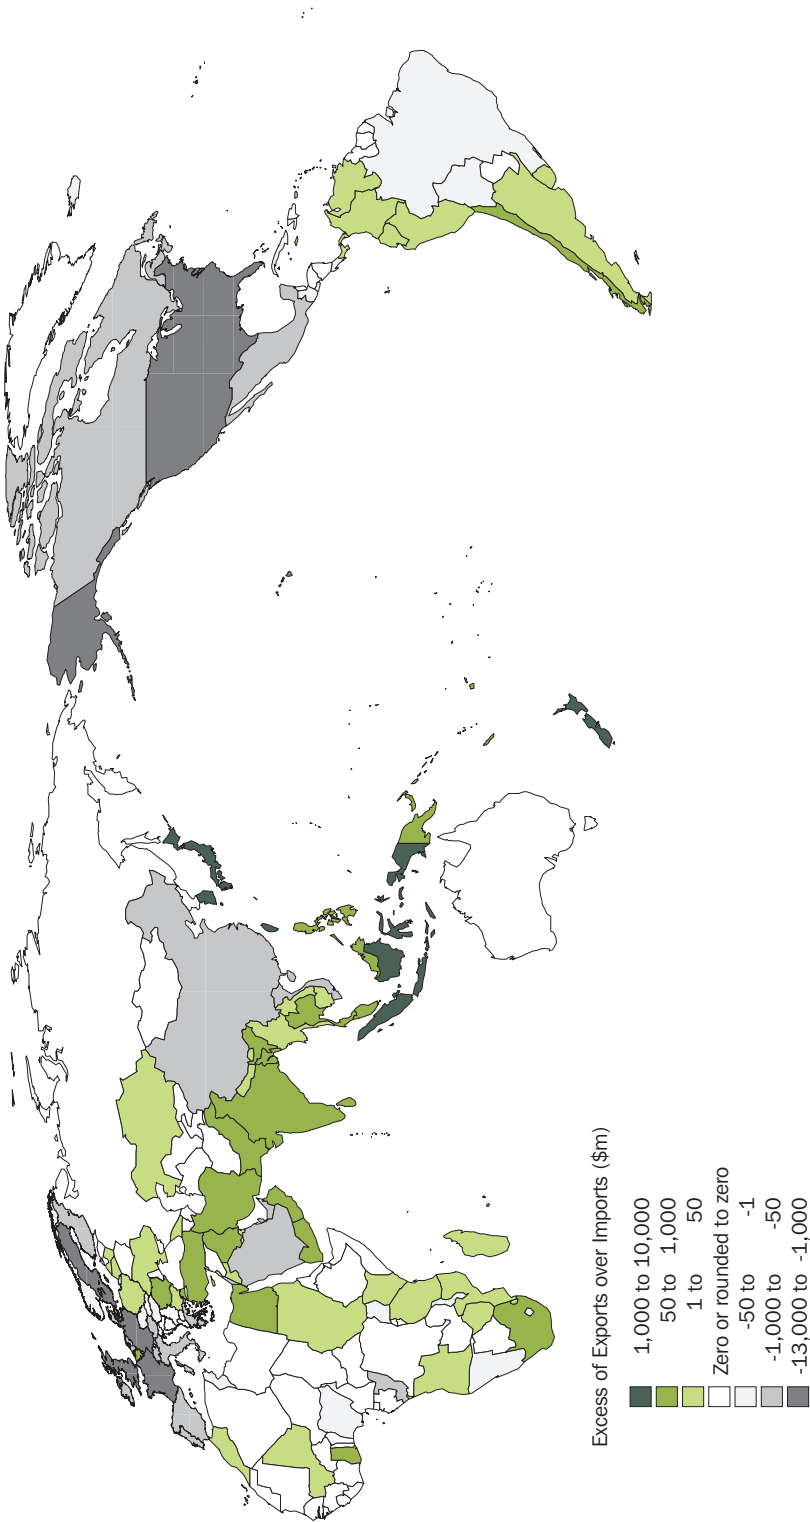 Excess of Exports over Imports ($m)
1,000 to 10,000
50 to 1,000
1 to 50
Zero or rounded to zero
-50 to -1
-1,000 to -50
-13,000 to -1,000